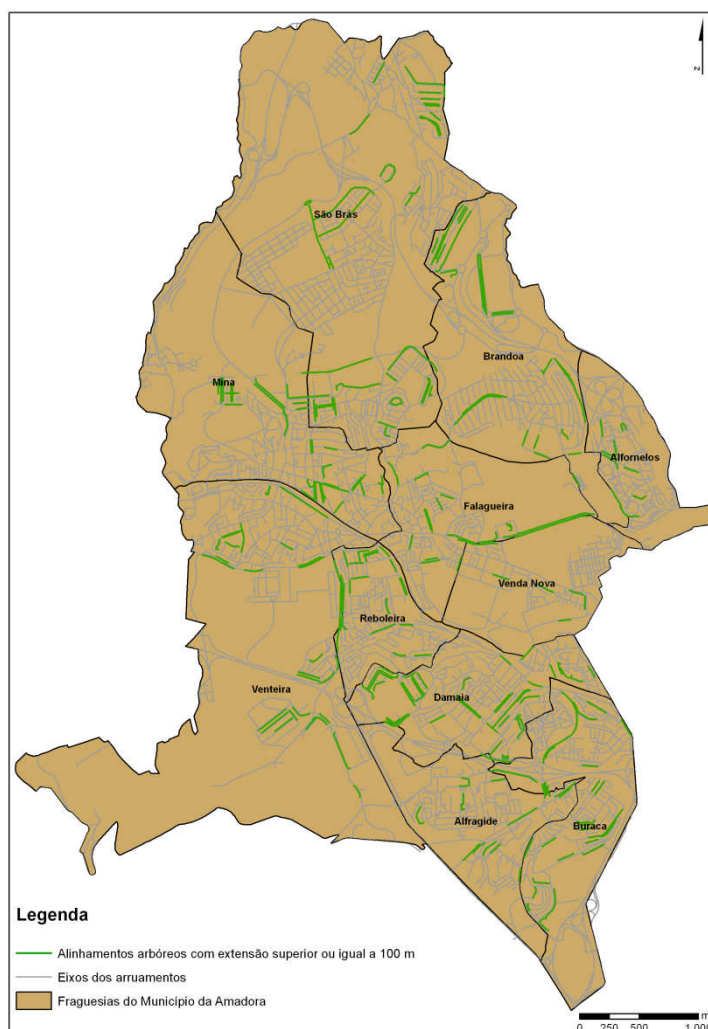 z
São Brás
Brandoa
Mina
Alfornelos
Falagueira
Venda Nova
Reboleira
Venteira
Damaia
Alfragide
Buraca
Legenda
Alinhamentos arbóreos com extensão superior ou igual a 100 m
Eixos dos arruamentos
Fraguesias do Município da Amadora
m
0 250 500 1.000